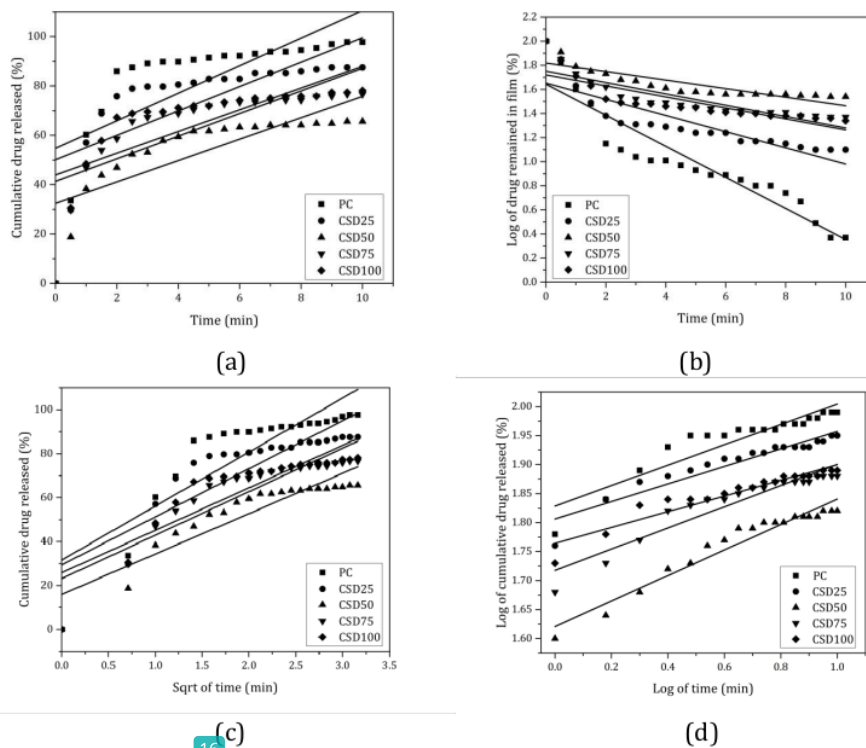 Cumulative drug released (%)
100
80
60
40
20
0
0
2
4
6
8
10
Time (min)
PC
CSD25
CSD50
CSD75
CSD100
(a)
Log of drug remained in film (%)
2.2
2.0
1.8
1.6
1.4
1.2
1.0
0.8
0.6
0.4
0.2
0.0
0
2
4
6
8
10
Time (min)
PC
CSD25
CSD50
CSD75
CSD100
(b)
Cumulative drug released (%)
100
80
60
40
20
0
0.0
0.5
1.0
1.5
2.0
2.5
3.0
3.5
Sqrt of time (min)
PC
CSD25
CSD50
CSD75
CSD100
(c)
Log of cumulative drug released (%)
2.00
1.95
1.90
1.85
1.80
1.75
1.70
1.65
1.60
0.0
0.2
0.4
0.6
0.8
1.0
Log of time (min)
PC
CSD25
CSD50
CSD75
CSD100
(d)